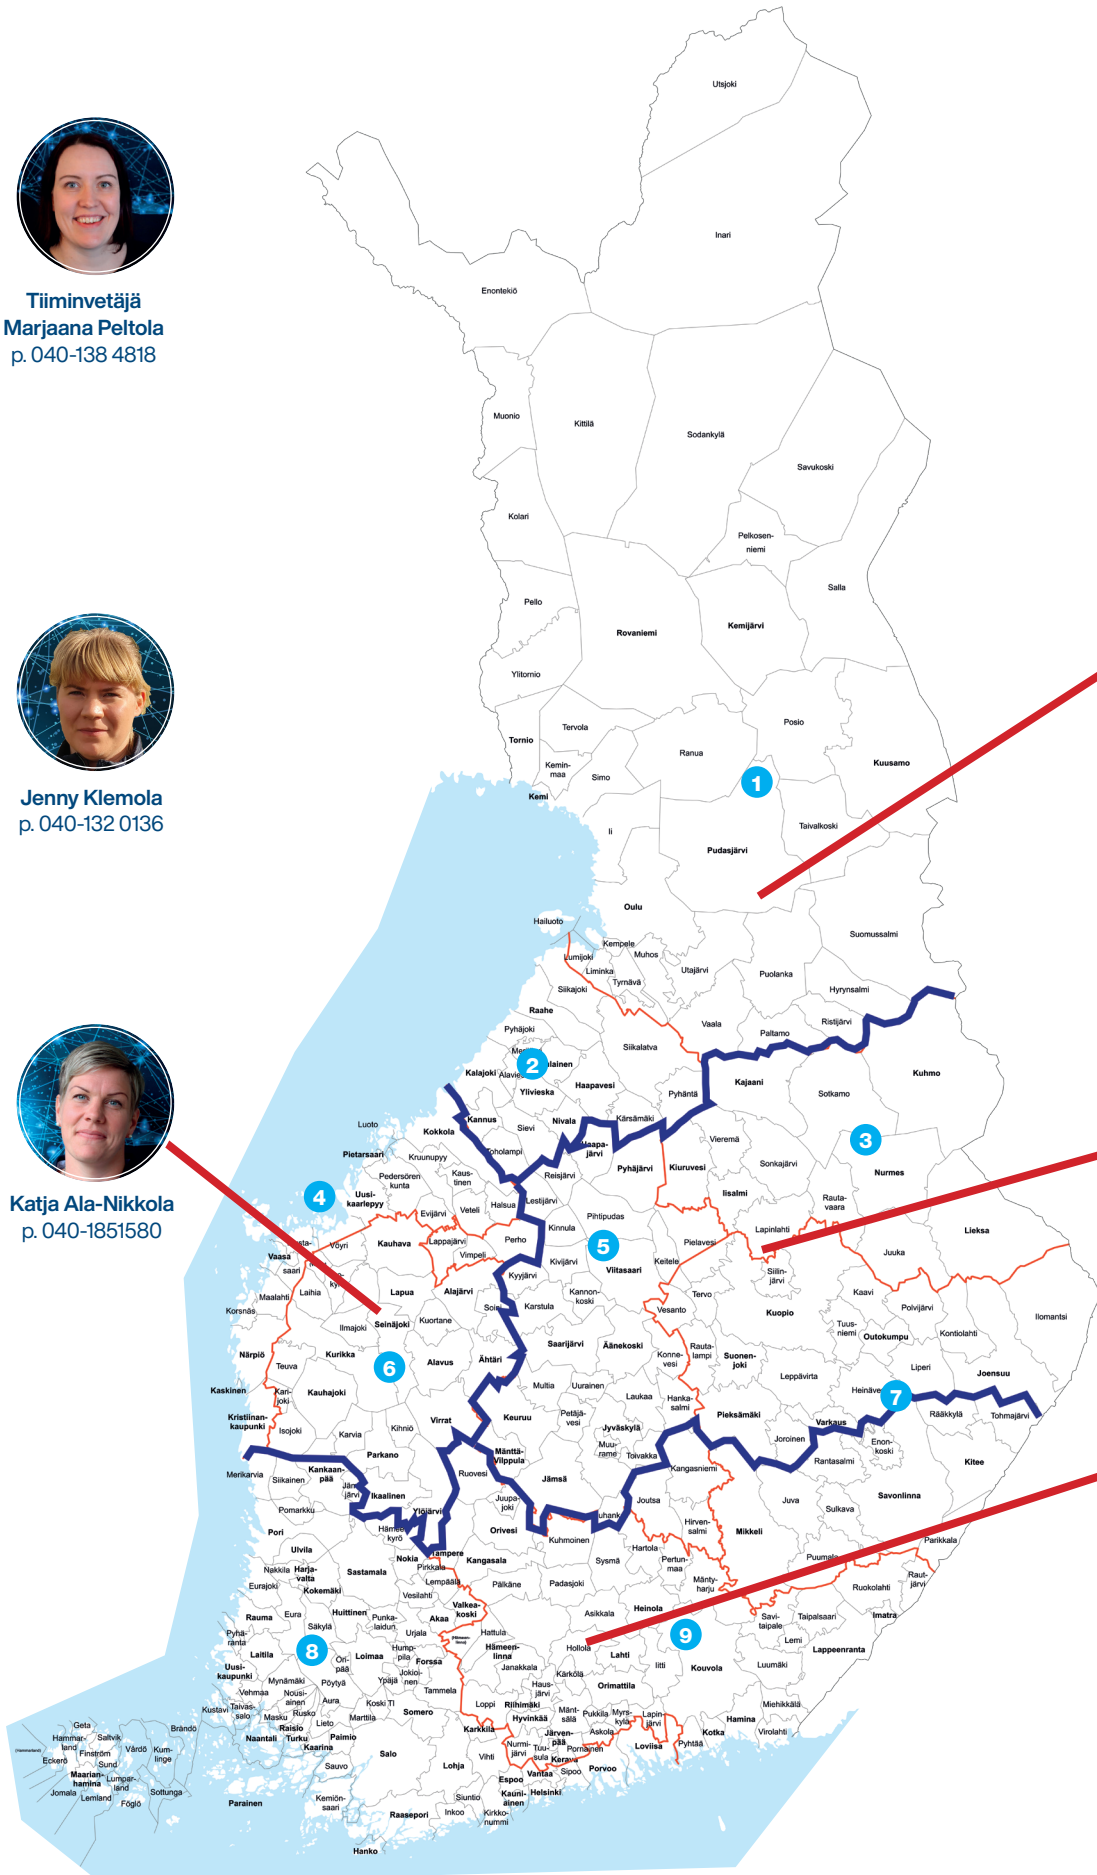 Tiiminvetäjä
Marjaana Peltola
p. 040-138 4818
Jenny Klemola
p. 040-132 0136
Katja Ala-Nikkola
p. 040-1851580
Utsjoki
Inari
Enontekiö
Muonio
Kittilä
Sodankylä
Savukoski
Kolari
Pelkosen-
niemi
Salla
Pello
Rovaniemi
Kemijärvi
Ylitornio
Posio
Tervola
Tornio
Ranua
Kuusamo
Kemin-
maa
Simo
1
Kemi
Ii
Taivalkoski
Pudasjärvi
Oulu
Hailuoto
Suomussalmi
Kempele
Muhos
Lumijoki
Liminka
Tyrnävä
Utajärvi
Puolanka
Siikajoki
Hyrynsalmi
Raahe
Ristijärvi
Vaala
Paltamo
Pyhäjoki
Siikalatva
2
Kalajoki
Kajaani
Kuhmo
Haapavesi
Ylivieska
Pyhäntä
Sotkamo
Kannus
Nivala
Kärsämäki
Sievi
Luoto
Kokkola
Vieremä
3
Toholampi
Haapa-
järvi
Pietarsaari
Kruunupyy
Reisjärvi
Pyhäjärvi
Kiuruvesi
Sonkajärvi
Nurmes
Pedersören
kunta
Kaus-
tinen
Iisalmi
4
Uusi-
kaarlepyy
Lestijärvi
Halsua
Veteli
Evijärvi
Rauta-
vaara
Pihtipudas
Kinnula
Lapinlahti
Lieksa
Vöyri
Kauhava
Lappajärvi
Perho
5
Pielavesi
Juuka
Vaasa
saari
Vimpeli
Kivijärvi
Viitasaari
Keitele
Siilin-
järvi
Kyyjärvi
Laihia
Lapua
Alajärvi
Kannon-
koski
Tervo
Kaavi
Maalahti
Soini
Karstula
Vesanto
Kuopio
Polvijärvi
Korsnäs
Seinäjoki
Kuortane
Ilmajoki
Tuus-
niemi
Kontiolahti
Ilomantsi
Outokumpu
Saarijärvi
Äänekoski
Rauta-
lampi
Suonen-
joki
Närpiö
Kurikka
Alavus
Ähtäri
Konne-
vesi
Teuva
6
Liperi
Joensuu
Leppävirta
Kaskinen
Kauhajoki
Kari-
joki
Multia
Uurainen
Laukaa
Hanka-
salmi
7
Kristiinan-
kaupunki
Isojoki
Virrat
Kihniö
Karvia
Keuruu
Petäjä-
vesi
Jyväskylä
Pieksämäki
Varkaus
Rääkkylä
Tohmajärvi
Muu-
rame
Toivakka
Joroinen
Enon-
koski
Parkano
Mänttä-
Vilppula
Rantasalmi
Kitee
Merikarvia
Siikainen
Kankaan-
pää
Ruovesi
Jämsä
Kangasniemi
Ikaalinen
Juva
Savonlinna
Pomarkku
Ylöjärvi
Juupa-
joki
Joutsa
Sulkava
Pori
Hämeen
kyrö
Orivesi
Kuhmoinen
Hirven-
salmi
Mikkeli
Ulvila
Nokia
Tampere
Kangasala
Hartola
Parikkala
Nakkila
Harja-
valta
Sastamala
Pirkkala
Sysmä
Pertun-
maa
Puumala
Eurajoki
Kokemäki
Lempäälä
Pälkäne
Padasjoki
Mänty-
harju
Ruokolahti
Raut-
järvi
Vesilahti
Rauma
Eura
Huittinen
Punka-
laidun
Akaa
Valkea-
koski
Asikkala
Heinola
Savi-
taipale
Taipalsaari
Imatra
Säkylä
Urjala
Hattula
Pyhä-
ranta
Laitila
8
Loimaa
Hump-
pila
Forssa
Hämeen-
linna
Hollola
Lahti
9
Lemi
Lappeenranta
Uusi-
kaupunki
Mynämäki
Ori-
pää
Pöytyä
Ypäjä
Jokioi-
nen
Janakkala
Kärkölä
Iitti
Kouvola
Luumäki
Vehmaa
Nousi-
ainen
Aura
Tammela
Haus-
järvi
Orimattila
Kustavi
Taivas-
salo
Masku
Rusko
Lieto
Koski Tl
Marttila
Somero
Loppi
Riihimäki
Hyvinkää
Mänt-
sälä
Pukkila
Myrs-
kylä
Lapin-
järvi
Miehikkälä
Hamina
Virolahti
Naantali
Raisio
Turku
Kaarina
Paimio
Karkkila
Järven-
pää
Askola
Kotka
Loviisa
Pyhtää
Nurmi-
järvi
Tuu-
sula
Kerava
Pornainen
Salo
Sauvo
Lohja
Vihti
Vantaa
Sipoo
Porvoo
Espoo
Kauni-
ainen
Helsinki
Kemiön-
saari
Siuntio
Parainen
Raasepori
Inkoo
Kirkko-
nummi
Hanko
Geta
Hammar-
land
Saltvik
Brändö
Finström
Vårdö
Kum-
linge
Eckerö
Sund
Maarian-
hamina
Lumpar-
land
Jomala
Lemland
Föglö
Sottunga